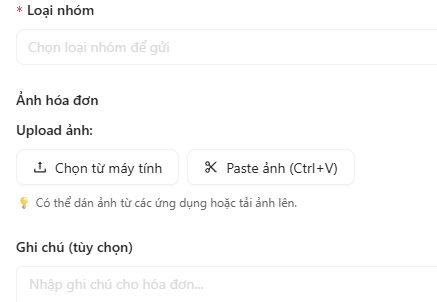 * Loại nhóm
Chọn loại nhóm để gửi
Ảnh hóa đơn
Upload ảnh:
Chọn từ máy tính
Paste ảnh (Ctrl+V)
Có thể dán ảnh từ các ứng dụng hoặc tải ảnh lên.
Ghi chú (tùy chọn)
Nhập ghi chú cho hóa đơn...